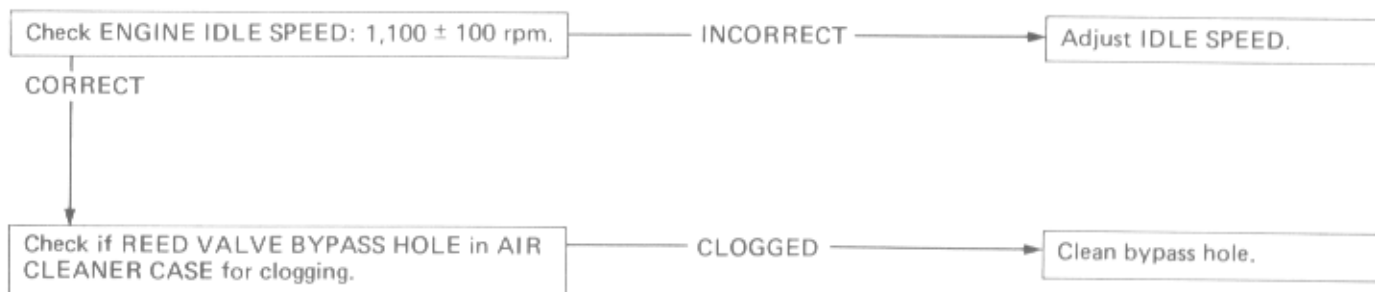 Check ENGINE IDLE SPEED: 1,100 ± 100 rpm.
INCORRECT
Adjust IDLE SPEED.
CORRECT
Check if REED VALVE BYPASS HOLE in AIR
CLEANER CASE for clogging.
CLOGGED
Clean bypass hole.